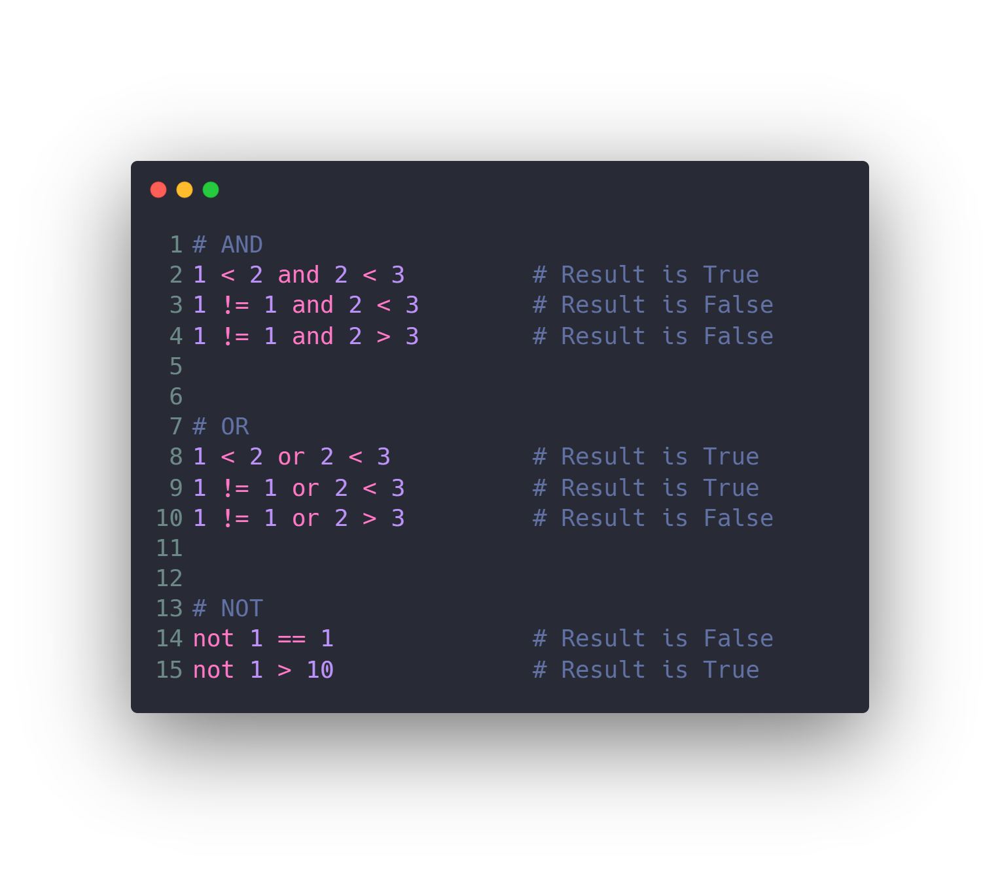 1 # AND
2 1 < 2 and 2 < 3         # Result is True
3 1 != 1 and 2 < 3        # Result is False
4 1 != 1 and 2 > 3        # Result is False
5
6
7 # OR
8 1 < 2 or 2 < 3          # Result is True
9 1 != 1 or 2 < 3         # Result is True
10 1 != 1 or 2 > 3         # Result is False
11
12
13 # NOT
14 not 1 == 1              # Result is False
15 not 1 > 10              # Result is True